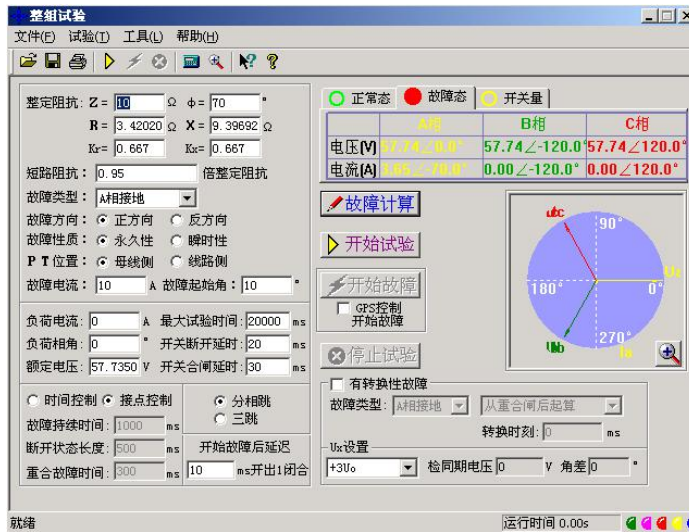 整组试验
文件(F) 试验(T) 工具(L) 帮助(H)
整定阻抗: Z = 10 Ω ϕ = 70 °
R = 3.42020 Ω X = 9.39692 Ω
Kr= 0.667 Kx= 0.667
短路阻抗: 0.95 倍整定阻抗
故障类型: A相接地
故障方向: 正方向 反方向
故障性质: 永久性 瞬时性
P T位置: 母线侧 线路侧
故障电流: 10 A 故障起始角: 10 °
负荷电流: 0 A 最大试验时间: 20000 ms
负荷相角: 0 ° 开关断开延时: 20 ms
额定电压: 57.7350 V 开关合闸延时: 30 ms
时间控制 接点控制
故障持续时间: 1000 ms
断开状态长度: 500 ms
重合故障时间: 300 ms
分相跳
三跳
开始故障后延迟
10 ms开出1闭合
正常态 故障态 开关量
A相 B相 C相
电压(V) 57.74∠0.0° 57.74∠-120.0° 57.74∠120.0°
电流(A) 3.65∠-70.0° 0.00∠-120.0° 0.00∠120.0°
故障计算
开始试验
开始故障
GPS控制
开始故障
停止试验
Ubc
90°
180°
0°
270°
有转换性故障
故障类型: A相接地 从重合闸后起算
转换时刻: 0 ms
Ux设置
+3U₀ 检同期电压 0 V 角差 0 °
就绪
运行时间 0.00s